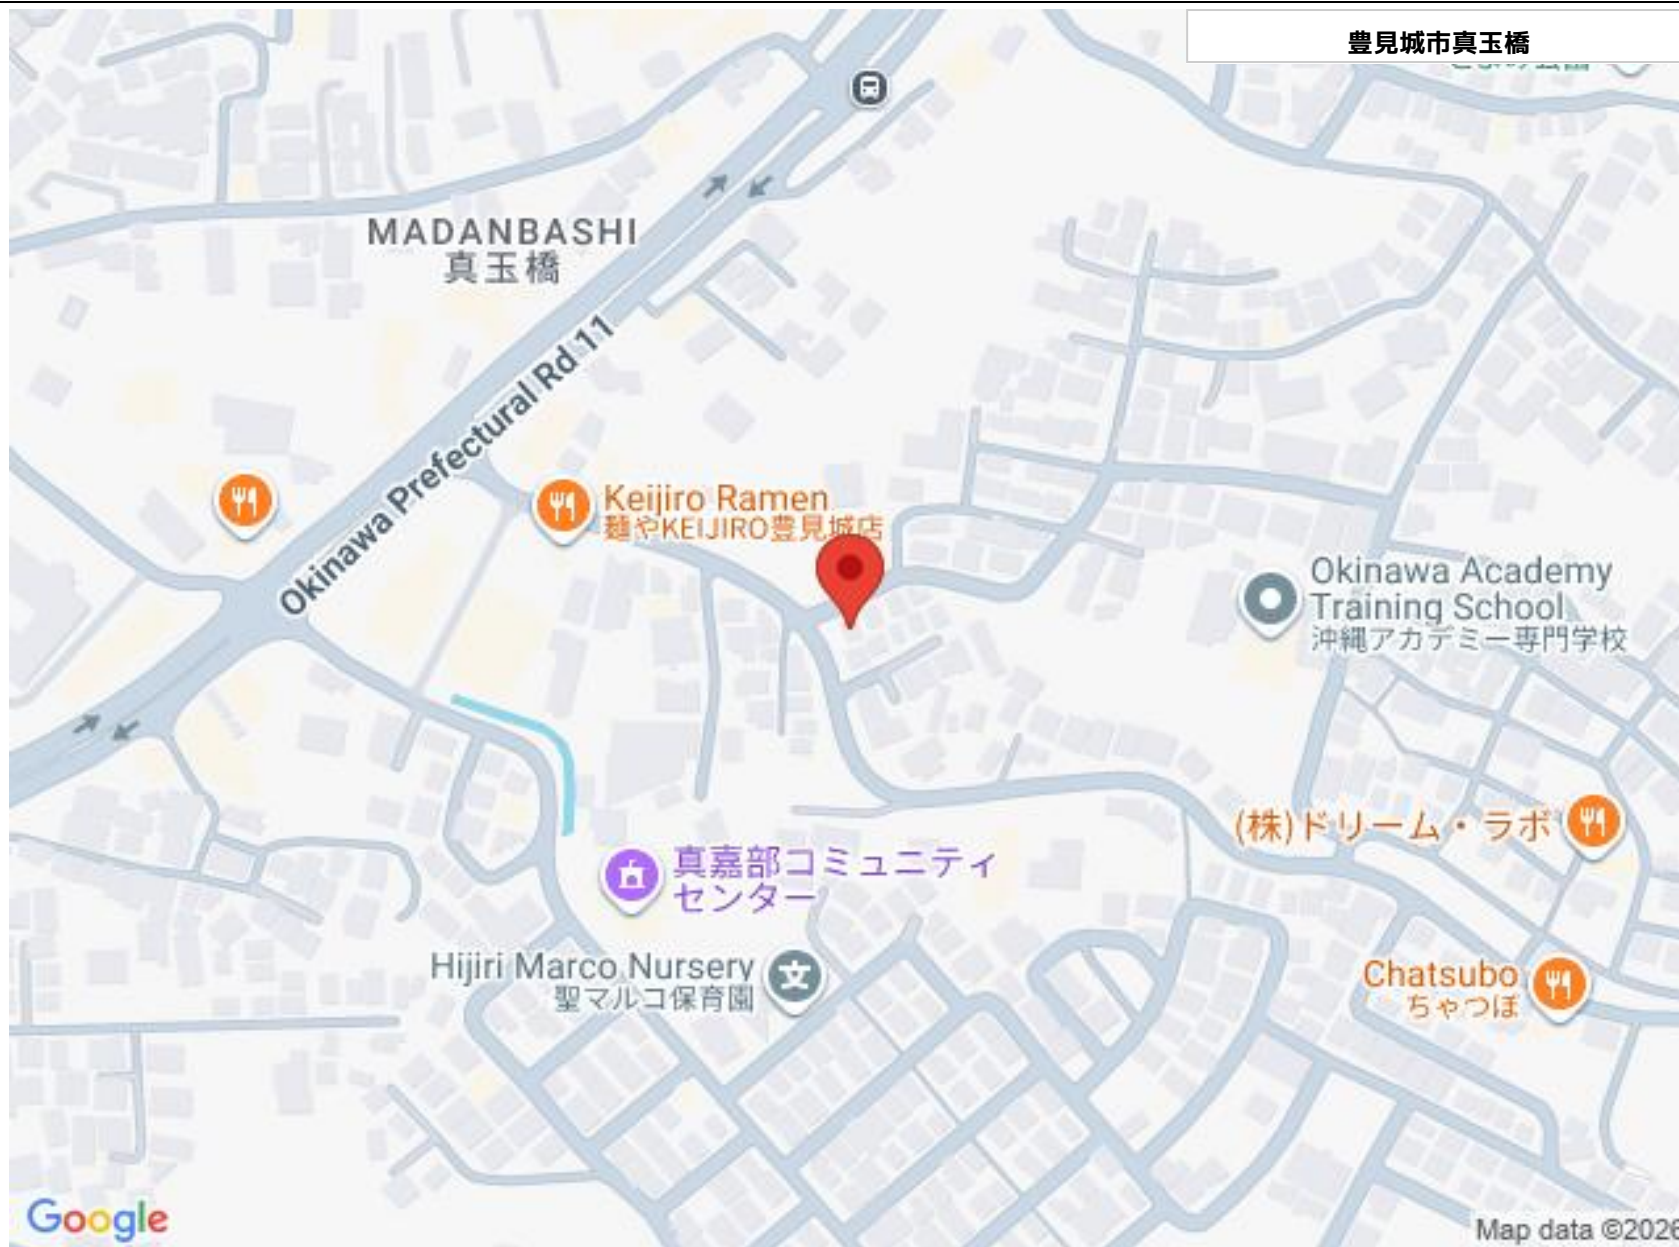 豊見城市真玉橋
MADANBASHI
真玉橋
Okinawa Prefectural Rd 11
Keijiro Ramen
麺やKEIJIRO豊見城店
Okinawa Academy
Training School
沖縄アカデミー専門学校
(株)ドリーム・ラボ
真嘉部コミュニティ
センター
Hijiri Marco Nursery
聖マルコ保育園
Chatsubo
ちゃつぼ
Google
Map data ©2026